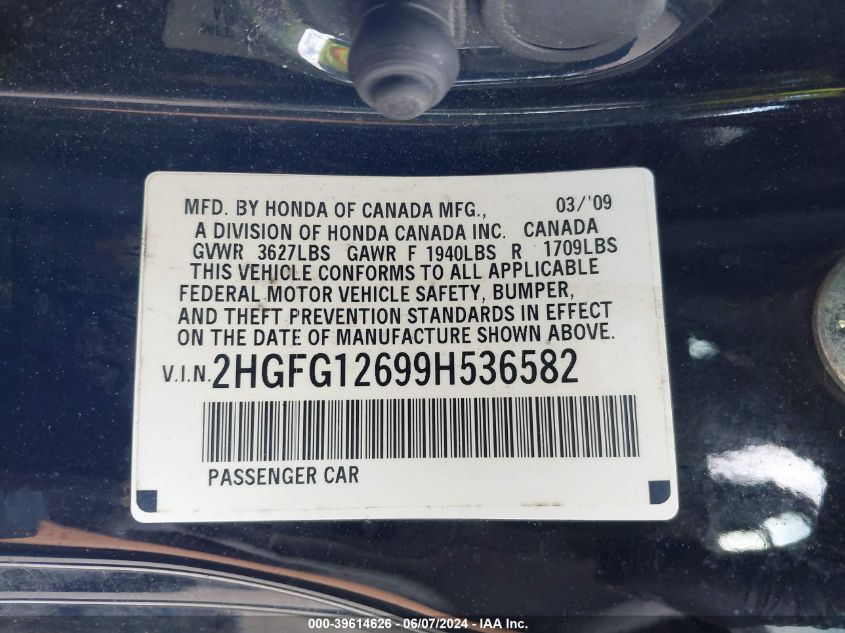 MFD. BY HONDA OF CANADA MFG., 03/'09
A DIVISION OF HONDA CANADA INC. CANADA
GVWR 3627LBS GAWR F 1940LBS R 1709LBS
THIS VEHICLE CONFORMS TO ALL APPLICABLE
FEDERAL MOTOR VEHICLE SAFETY, BUMPER,
AND THEFT PREVENTION STANDARDS IN EFFECT
ON THE DATE OF MANUFACTURE SHOWN ABOVE.
V.I.N. 2HGFG12699H536582
PASSENGER CAR
000-39614626 - 06/07/2024 - IAA Inc.